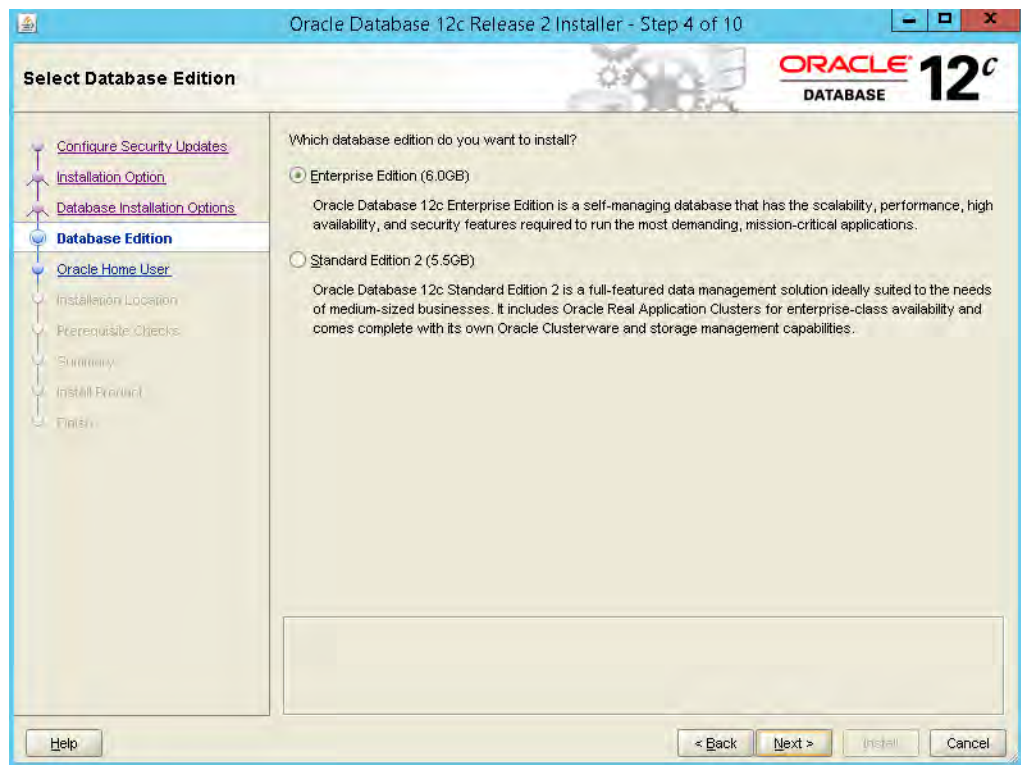 Oracle Database 12c Release 2 Installer - Step 4 of 10
Select Database Edition
ORACLE
DATABASE
12c
Configure Security Updates
Installation Option
Database Installation Options
Database Edition
Oracle Home User
Installation Location
Prerequisite Checks
Summary
Install Product
Finish
Which database edition do you want to install?
Enterprise Edition (6.0GB)
Oracle Database 12c Enterprise Edition is a self-managing database that has the scalability, performance, high
availability, and security features required to run the most demanding, mission-critical applications.
Standard Edition 2 (5.5GB)
Oracle Database 12c Standard Edition 2 is a full-featured data management solution ideally suited to the needs
of medium-sized businesses. It includes Oracle Real Application Clusters for enterprise-class availability and
comes complete with its own Oracle Clusterware and storage management capabilities.
Help
< Back
Next >
Install
Cancel